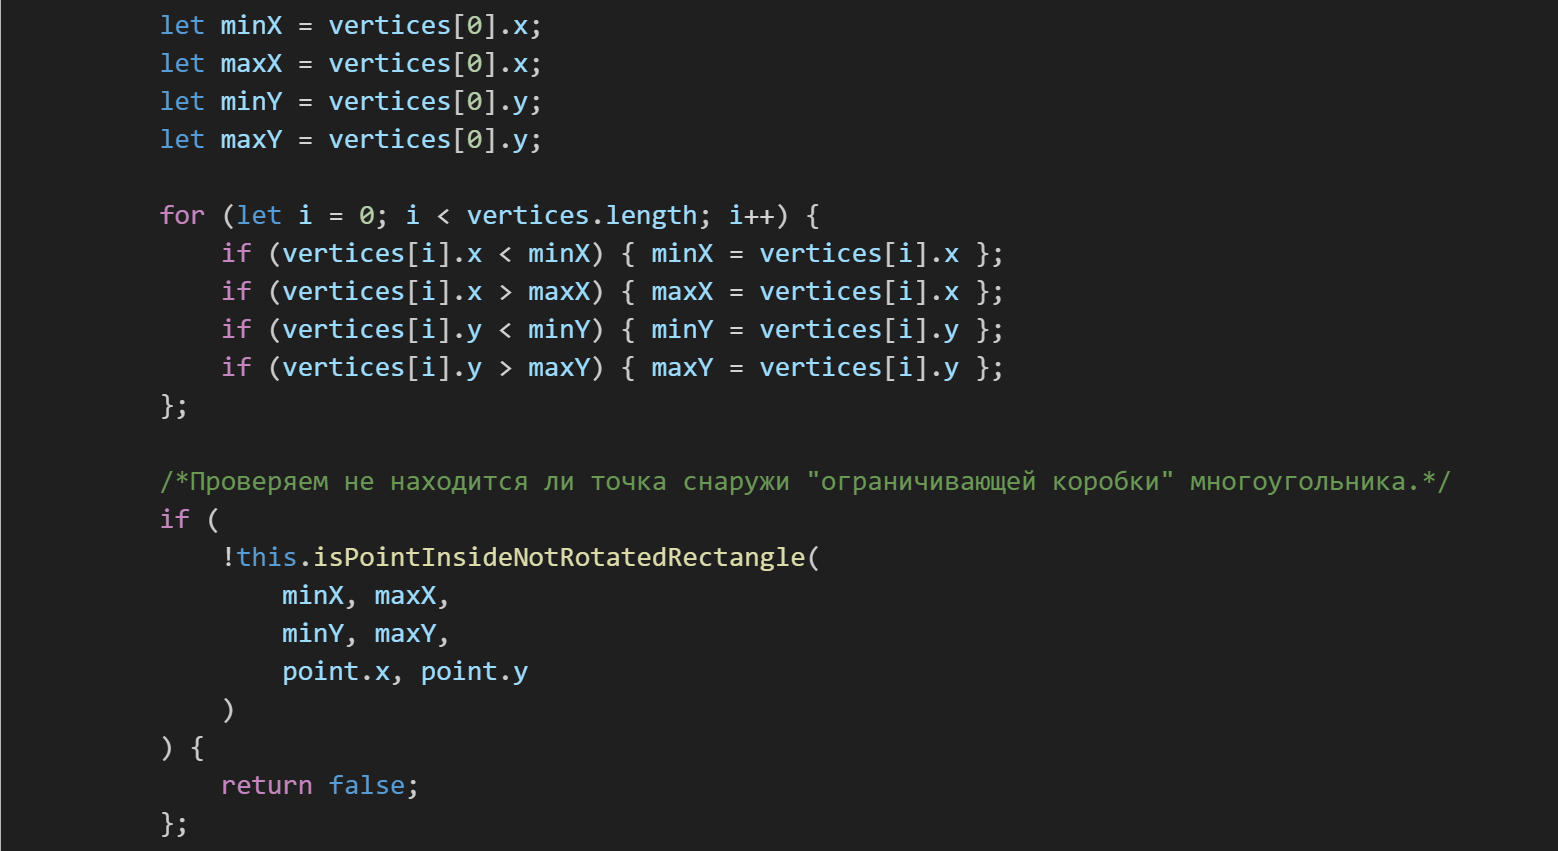 let minX = vertices[0].x;
let maxX = vertices[0].x;
let minY = vertices[0].y;
let maxY = vertices[0].y;
for (let i = 0; i < vertices.length; i++) {
if (vertices[i].x < minX) { minX = vertices[i].x };
if (vertices[i].x > maxX) { maxX = vertices[i].x };
if (vertices[i].y < minY) { minY = vertices[i].y };
if (vertices[i].y > maxY) { maxY = vertices[i].y };
};
/*Проверяем не находится ли точка снаружи "ограничивающей коробки" многоугольника.*/
if (
!this.isPointInsideNotRotatedRectangle(
minX, maxX,
minY, maxY,
point.x, point.y
)
) {
return false;
};